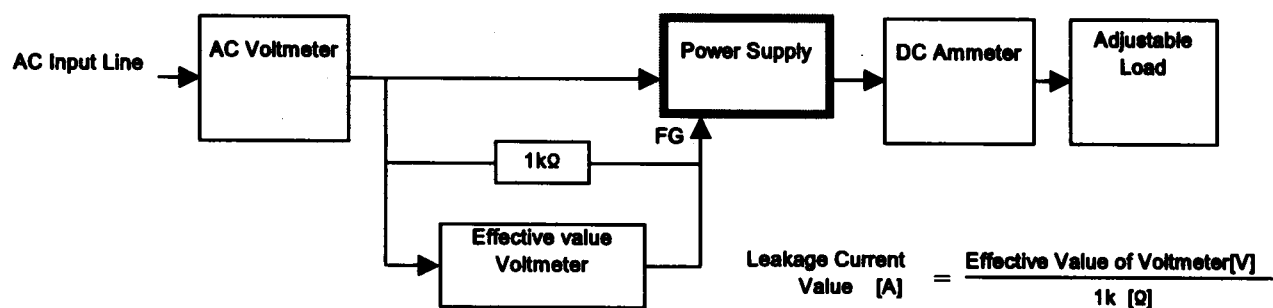 AC Input Line
AC Voltmeter
Power Supply
DC Ammeter
Adjustable
Load
FG
1kΩ
Effective value
Voltmeter
Leakage Current
Value [A]
=
Effective Value of Voltmeter[V]
1k [Ω]